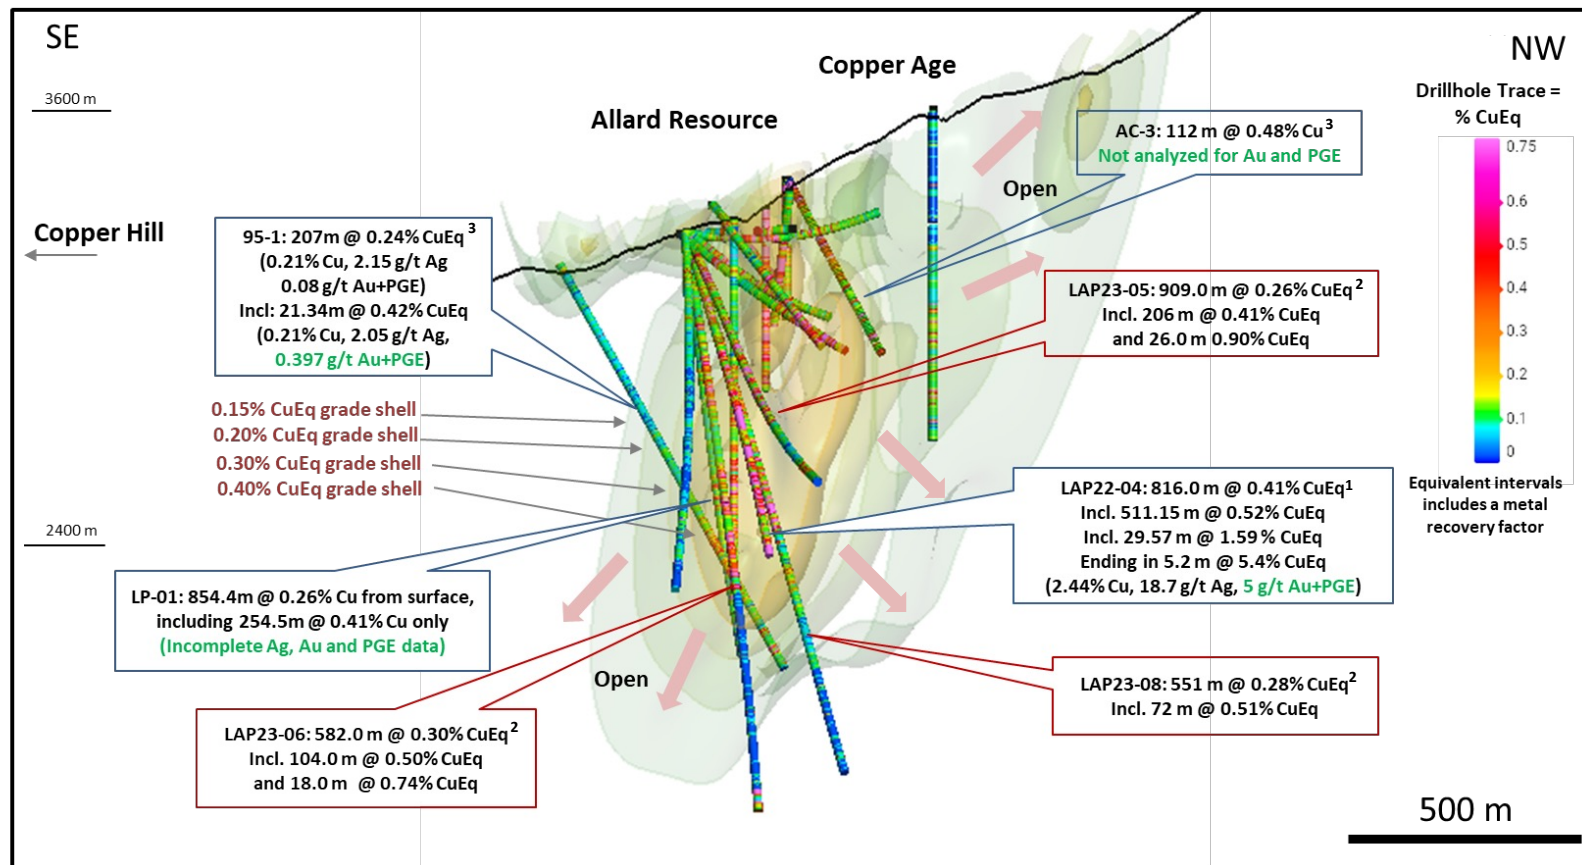 SE
NW
Copper Age
3600 m
Allard Resource
Drillhole Trace =
% CuEq
0.75
0.6
0.5
0.4
0.3
0.2
0.1
0
Equivalent intervals
includes a metal
recovery factor
AC-3: 112 m @ 0.48% Cu³
Not analyzed for Au and PGE
Open
Copper Hill
95-1: 207m @ 0.24% CuEq³
(0.21% Cu, 2.15 g/t Ag
0.08 g/t Au+PGE)
Incl: 21.34m @ 0.42% CuEq
(0.21% Cu, 2.05 g/t Ag,
0.397 g/t Au+PGE)
LAP23-05: 909.0 m @ 0.26% CuEq²
Incl. 206 m @ 0.41% CuEq
and 26.0 m 0.90% CuEq
0.15% CuEq grade shell
0.20% CuEq grade shell
0.30% CuEq grade shell
0.40% CuEq grade shell
2400 m
LAP22-04: 816.0 m @ 0.41% CuEq¹
Incl. 511.15 m @ 0.52% CuEq
Incl. 29.57 m @ 1.59 % CuEq
Ending in 5.2 m @ 5.4% CuEq
(2.44% Cu, 18.7 g/t Ag, 5 g/t Au+PGE)
LP-01: 854.4m @ 0.26% Cu from surface,
including 254.5m @ 0.41% Cu only
(Incomplete Ag, Au and PGE data)
Open
LAP23-08: 551 m @ 0.28% CuEq²
Incl. 72 m @ 0.51% CuEq
LAP23-06: 582.0 m @ 0.30% CuEq²
Incl. 104.0 m @ 0.50% CuEq
and 18.0 m @ 0.74% CuEq
500 m